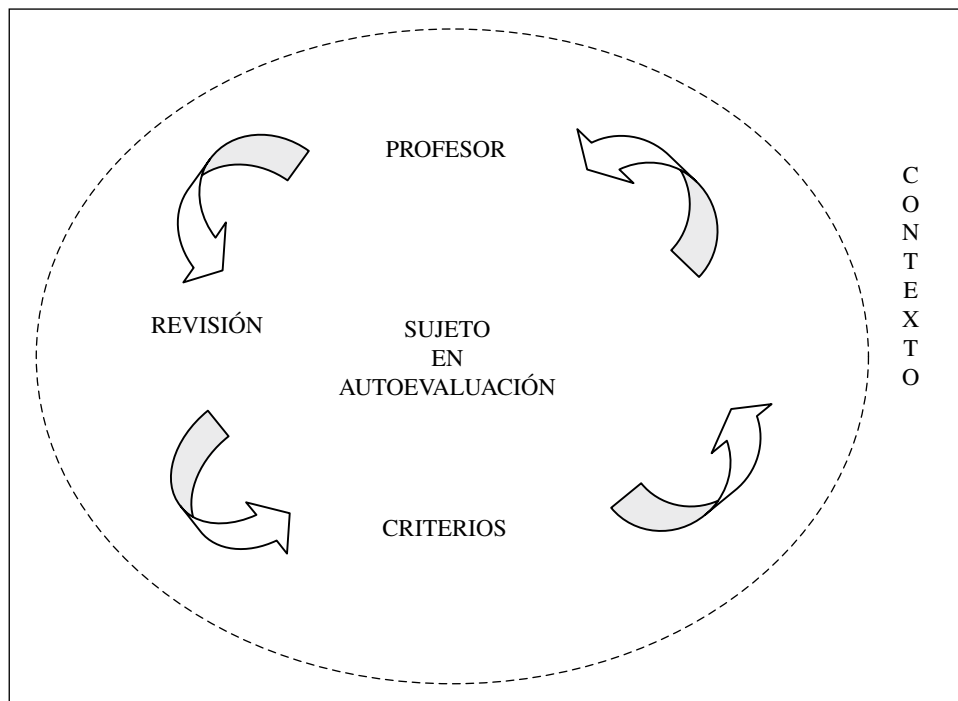 PROFESOR
REVISIÓN
SUJETO
EN
AUTOEVALUACIÓN
CRITERIOS
C
O
N
T
E
X
T
O